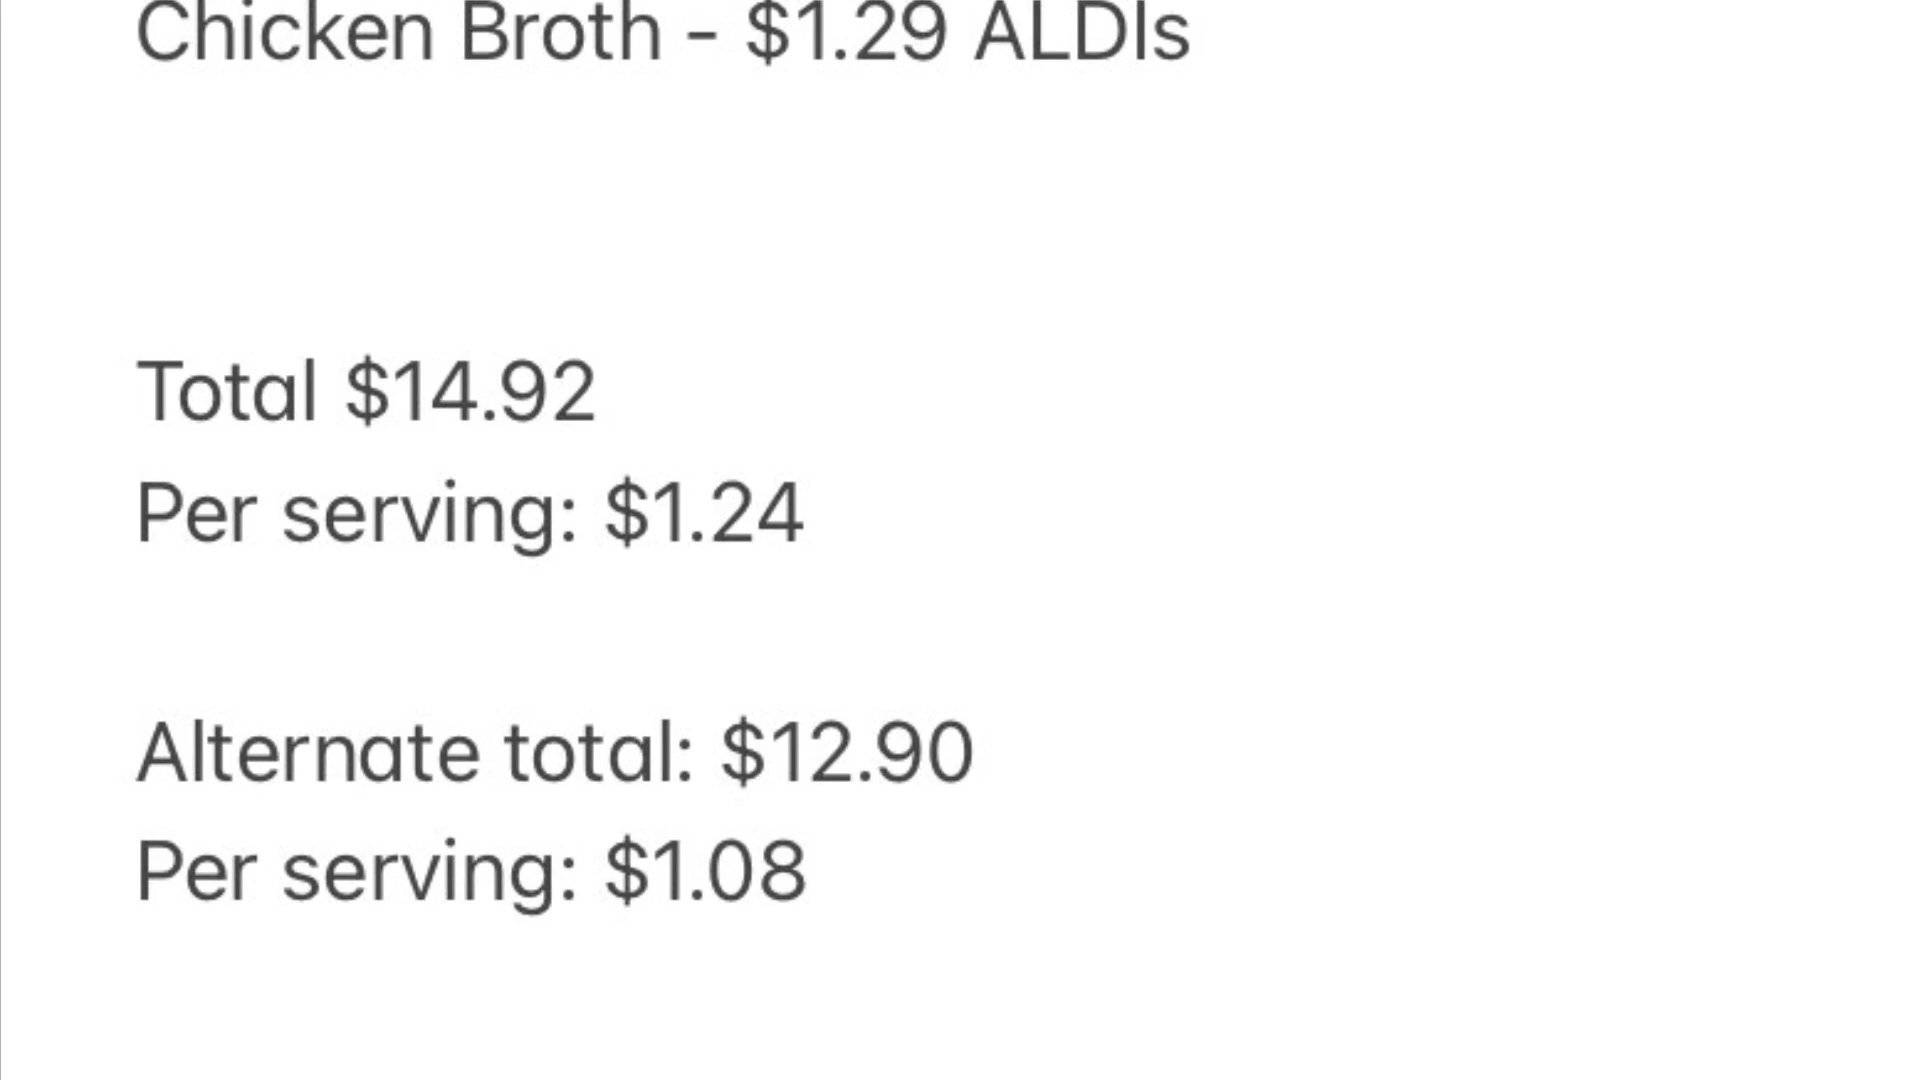 Chicken Broth - $1.29 ALDIs
Total $14.92
Per serving: $1.24
Alternate total: $12.90
Per serving: $1.08